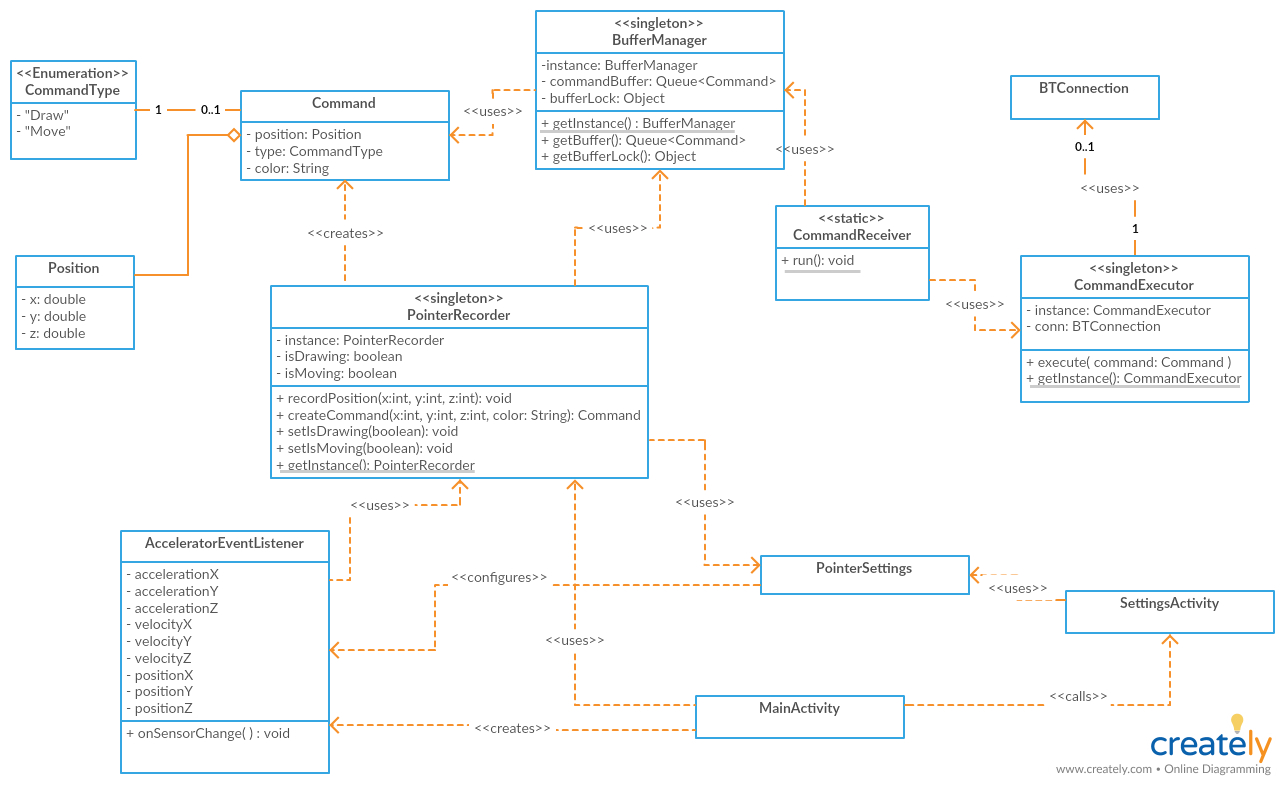 <<singleton>>
BufferManager
-instance: BufferManager
- commandBuffer: Queue<Command>
- bufferLock: Object
+ getInstance() : BufferManager
+ getBuffer(): Queue<Command>
+ getBufferLock(): Object
<<Enumeration>>
CommandType
- "Draw"
- "Move"
1
0..1
Command
- position: Position
- type: CommandType
- color: String
<<uses>>
BTConnection
0..1
<<uses>>
1
<<uses>>
<<static>>
CommandReceiver
+ run(): void
<<creates>>
<<uses>>
Position
- x: double
- y: double
- z: double
<<singleton>>
CommandExecutor
- instance: CommandExecutor
- conn: BTConnection
+ execute( command: Command )
+ getInstance(): CommandExecutor
<<uses>>
<<singleton>>
PointerRecorder
- instance: PointerRecorder
- isDrawing: boolean
- isMoving: boolean
+ recordPosition(x:int, y:int, z:int): void
+ createCommand(x:int, y:int, z:int, color: String): Command
+ setIsDrawing(boolean): void
+ setIsMoving(boolean): void
+ getInstance(): PointerRecorder
<<uses>>
<<uses>>
AcceleratorEventListener
- accelerationX
- accelerationY
- accelerationZ
- velocityX
- velocityY
- velocityZ
- positionX
- positionY
- positionZ
+ onSensorChange( ) : void
<<configures>>
PointerSettings
<<uses>>
SettingsActivity
<<uses>>
MainActivity
<<calls>>
<<creates>>
creately
www.creately.com • Online Diagramming